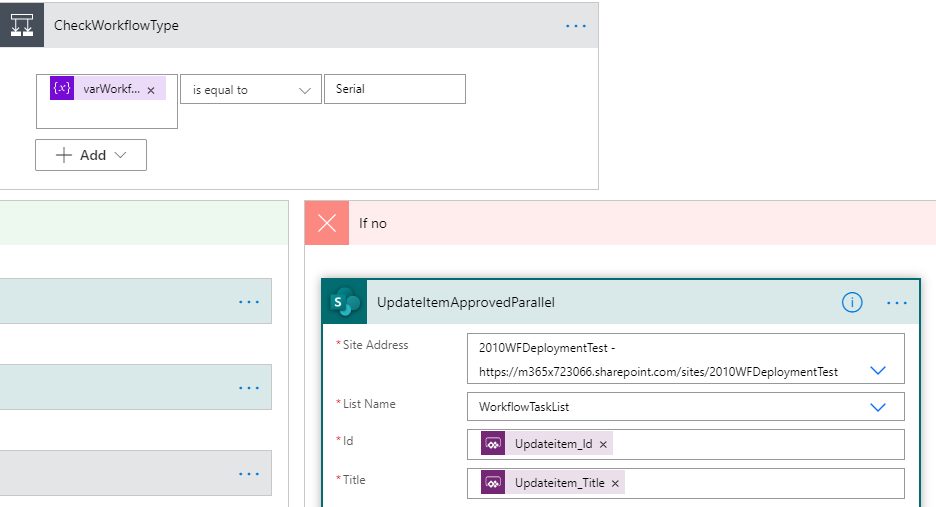 CheckWorkflowType
{x} varWorkf... ×
is equal to
Serial
+ Add
If no
S UpdateItemApprovedParallel
*Site Address
2010WFDeploymentTest -
https://m365x723066.sharepoint.com/sites/2010WFDeploymentTest
*List Name
WorkflowTaskList
*Id
Updateitem_Id ×
*Title
Updateitem_Title ×